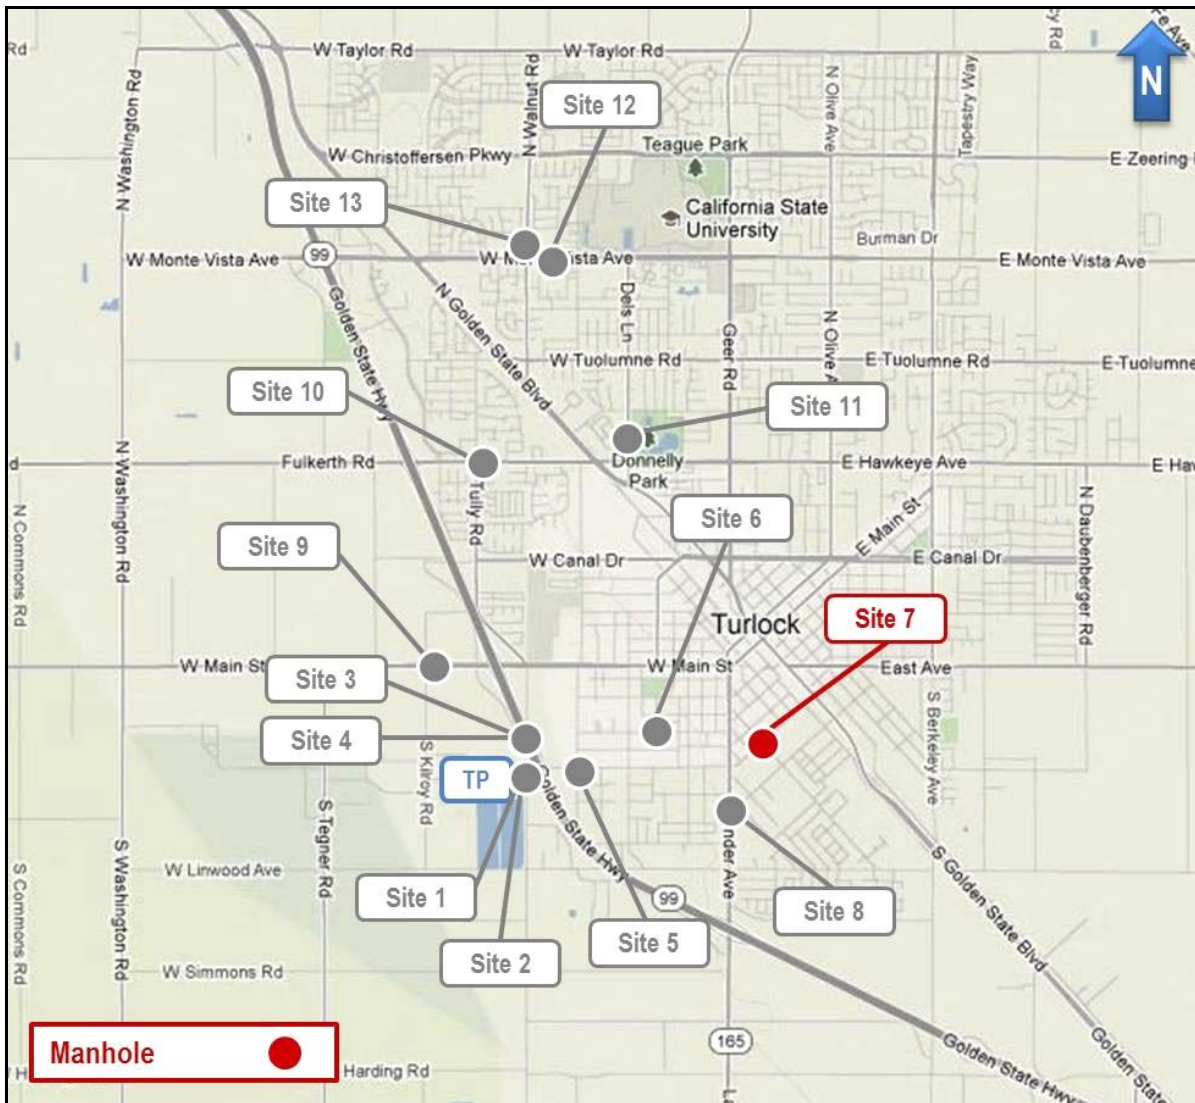 Rd
W Taylor Rd
W Taylor Rd
N
N Washington Rd
N Walnut Rd
Site 12
N Olive Ave
Tapestry Way
Teague Park
W Christoffersen Pkwy
E Zeering
Site 13
California State
University
Burman Dr
99
W Monte Vista Ave
E Monte Vista Ave
Golden State Hwy
N Golden State Blvd
Dels Ln
Geer Rd
W Tuolumne Rd
E Tuolumne Rd
E Tuolumne
Site 10
Site 11
Fulkerth Rd
Donnelly
Park
E Hawkeye Ave
N Commons Rd
N Washington Rd
Tully Rd
Site 6
E Main St
N Daubenberger Rd
Site 9
W Canal Dr
E Canal Dr
Turlock
Site 7
W Main St
W Main St
East Ave
Site 3
Site 4
S Kilroy Rd
TP
S Berkeley Ave
Golden State Hwy
S Tegner Rd
S Commons Rd
S Washington Rd
W Linwood Ave
Site 1
99
nder Ave
Site 8
S Golden State Blvd
Site 5
Site 2
W Simmons Rd
165
Manhole
Harding Rd
Golden State Hwy
Golden State